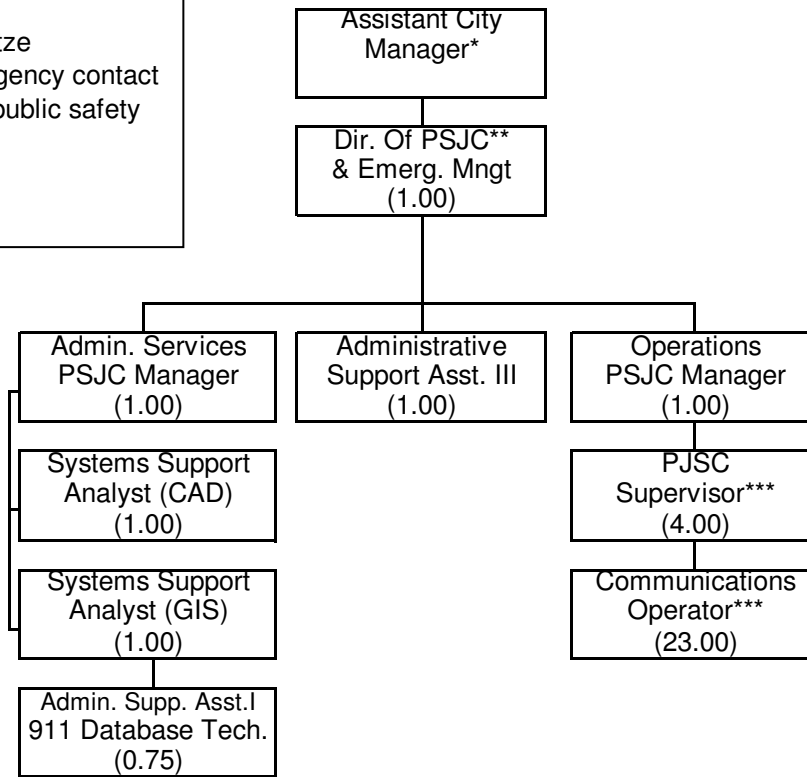 tze
gency contact
public safety
Assistant City
Manager*
Dir. Of PSJC**
& Emerg. Mngt
(1.00)
Admin. Services
PSJC Manager
(1.00)
Administrative
Support Asst. III
(1.00)
Operations
PSJC Manager
(1.00)
Systems Support
Analyst (CAD)
(1.00)
PJSC
Supervisor***
(4.00)
Systems Support
Analyst (GIS)
(1.00)
Communications
Operator***
(23.00)
Admin. Supp. Asst.I
911 Database Tech.
(0.75)